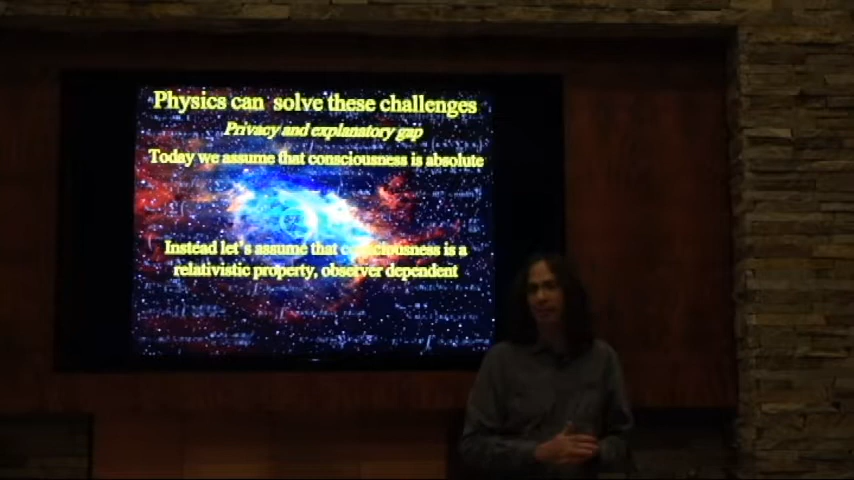 Physics can solve these challenges
Privacy and explanatory gap
Today we assume that consciousness is absolute
Instead let's assume that consciousness is a
relativistic property, observer dependent